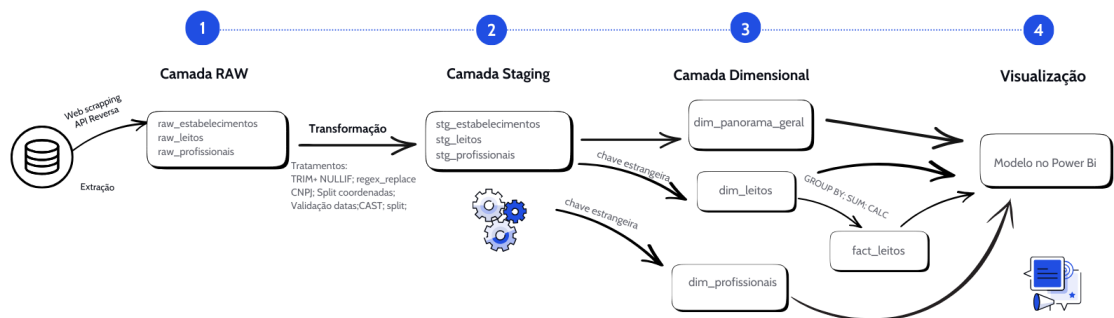 1
2
3
4
Camada RAW
Camada Staging
Camada Dimensional
Visualização
Web scrapping
API Reversa
Extração
raw_estabelecimentos
raw_leitos
raw_profissionais
Transformação
Tratamentos:
TRIM+ NULLIF; regex_replace
CNPJ; Split coordenadas;
Validação datas;CAST; split;
stg_estabelecimentos
stg_leitos
stg_profissionais
chave estrangeira
chave estrangeira
dim_panorama_geral
dim_leitos
GROUP BY; SUM; CALC
fact_leitos
dim_profissionais
Modelo no Power Bi